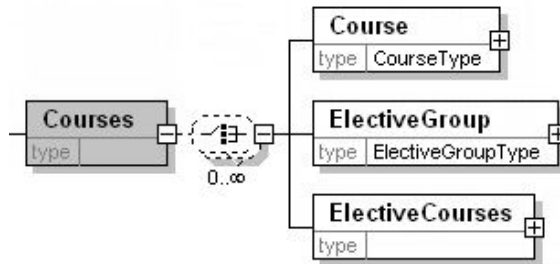 Course
type CourseType
Courses
type
0..∞
ElectiveGroup
type ElectiveGroupType
ElectiveCourses
type